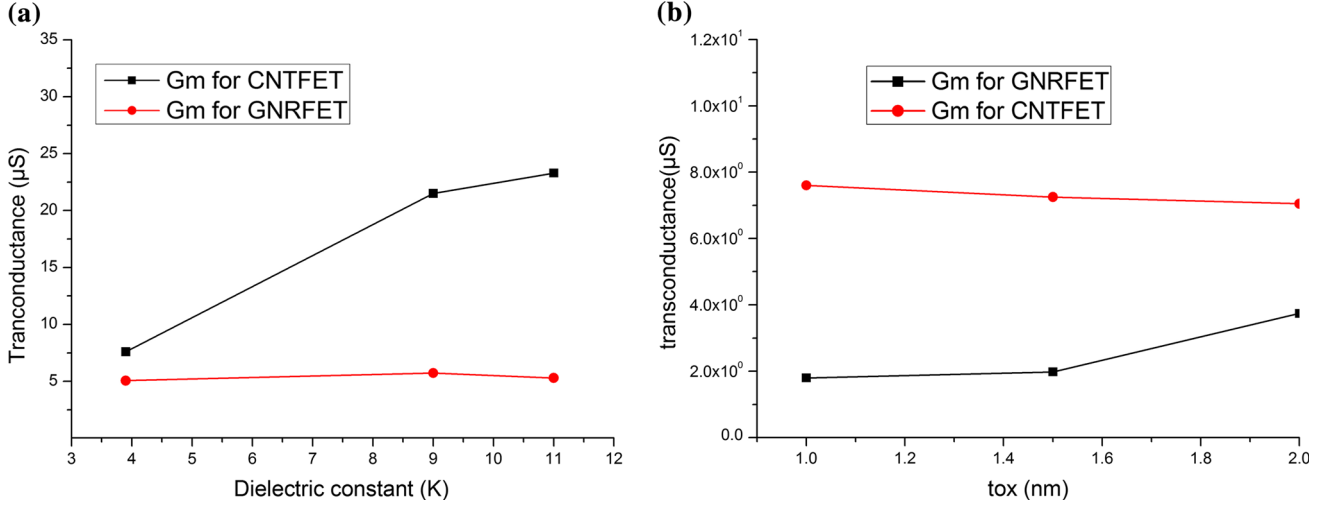 (a)
35
30
25
20
15
10
5
Tranconductance (µS)
Gm for CNTFET
Gm for GNRFET
3 4 5 6 7 8 9 10 11 12
Dielectric constant (K)
(b)
1.2x10¹
1.0x10¹
8.0x10⁰
6.0x10⁰
4.0x10⁰
2.0x10⁰
0.0
transconductance(µS)
Gm for GNRFET
Gm for CNTFET
1.0 1.2 1.4 1.6 1.8 2.0
tox (nm)